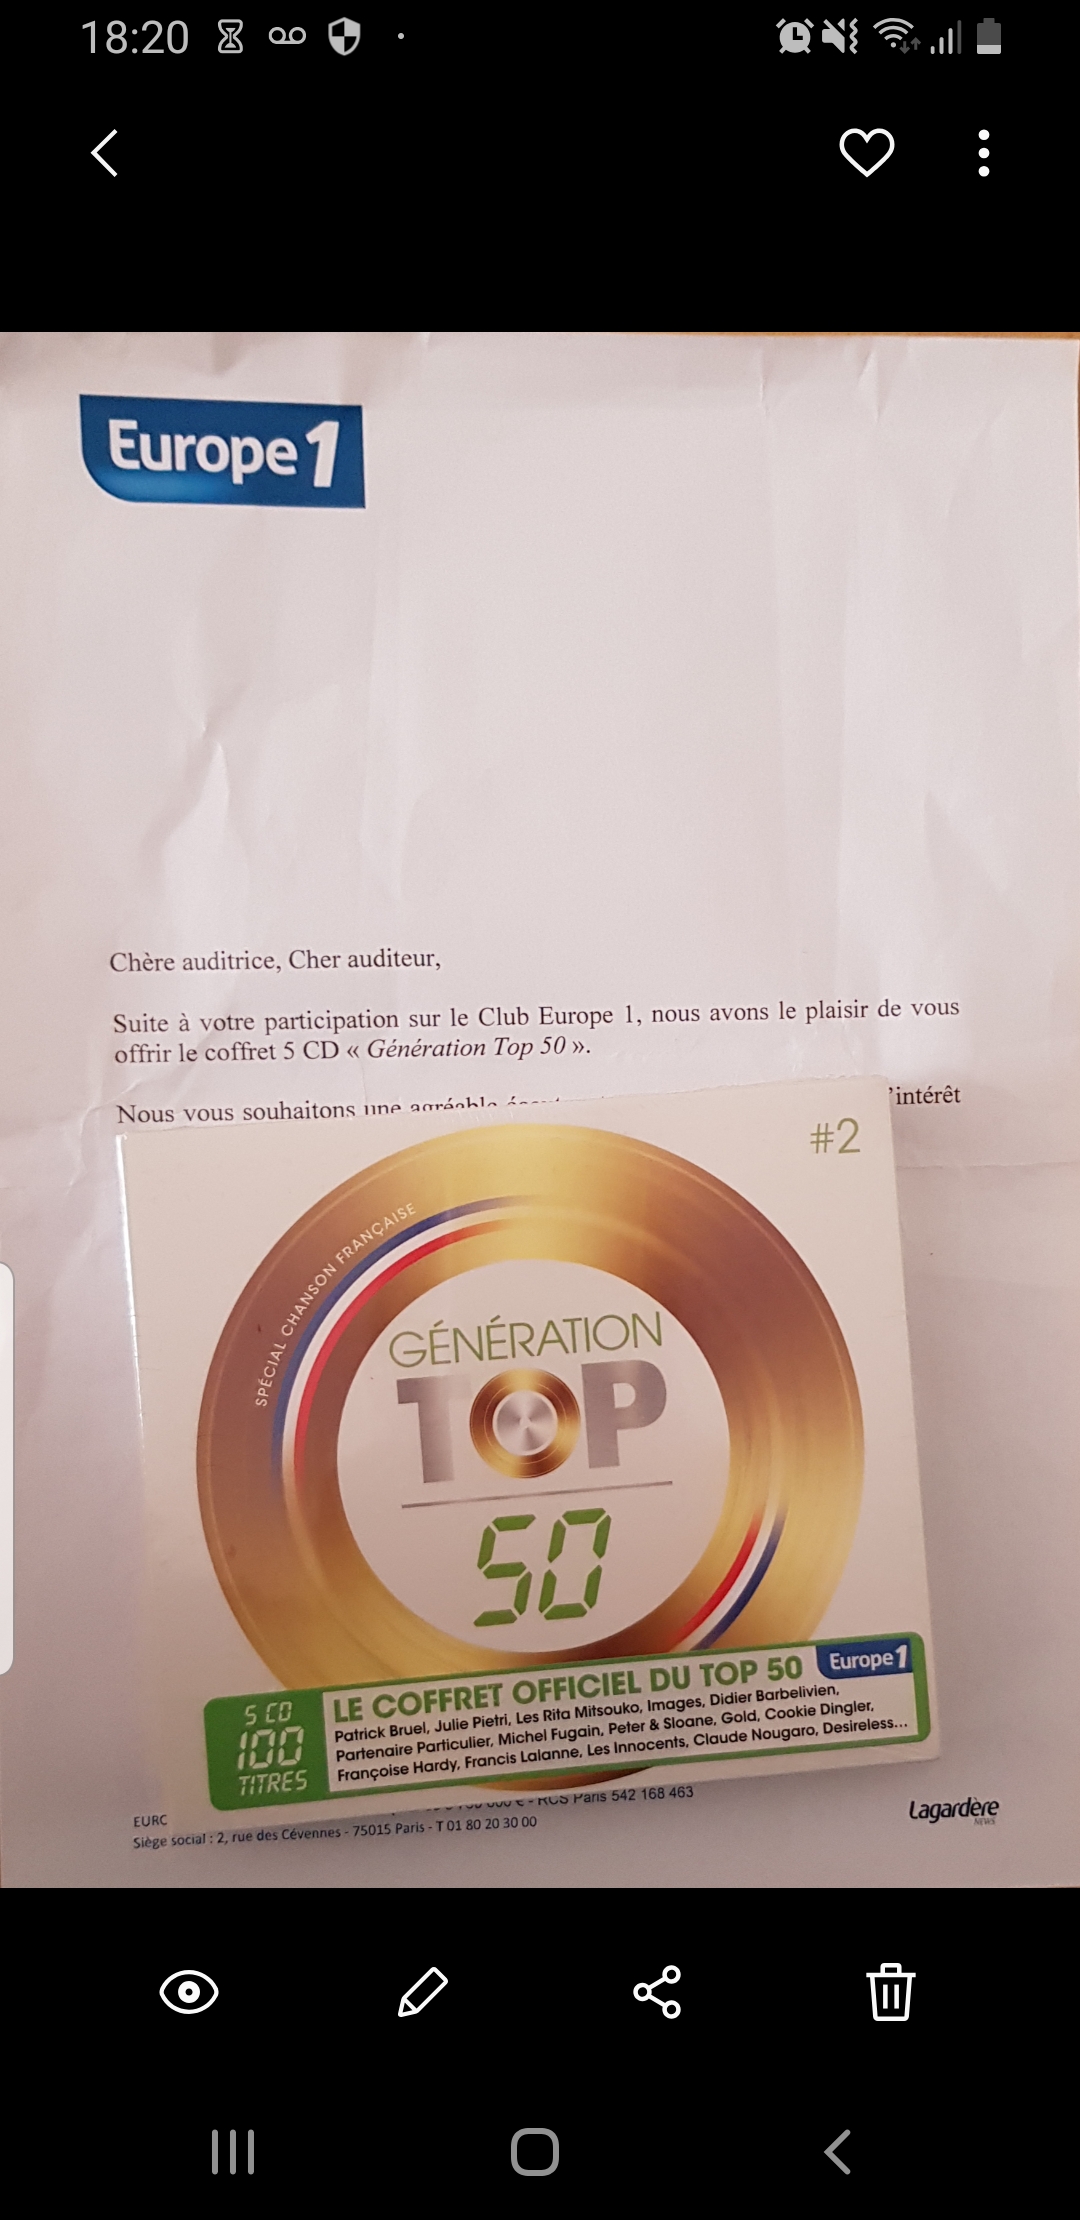 18:20
Europe 1
Chère auditrice, Cher auditeur,
Suite à votre participation sur le Club Europe 1, nous avons le plaisir de vous
offrir le coffret 5 CD « Génération Top 50 ».
Nous vous souhaitons une agréable
'intérêt
#2
SPÉCIAL CHANSON FRANÇAISE
GÉNÉRATION
TOP
50
5 CD
100
TITRES
LE COFFRET OFFICIEL DU TOP 50
Europe 1
Patrick Bruel, Julie Pietri, Les Rita Mitsouko, Images, Didier Barbelivien,
Partenaire Particulier, Michel Fugain, Peter & Sloane, Gold, Cookie Dingler,
Françoise Hardy, Francis Lalanne, Les Innocents, Claude Nougaro, Desireless...
EURO
€ - RCS Paris 542 168 463
Siège social : 2, rue des Cévennes - 75015 Paris - T 01 80 20 30 00
Lagardère
NEWS